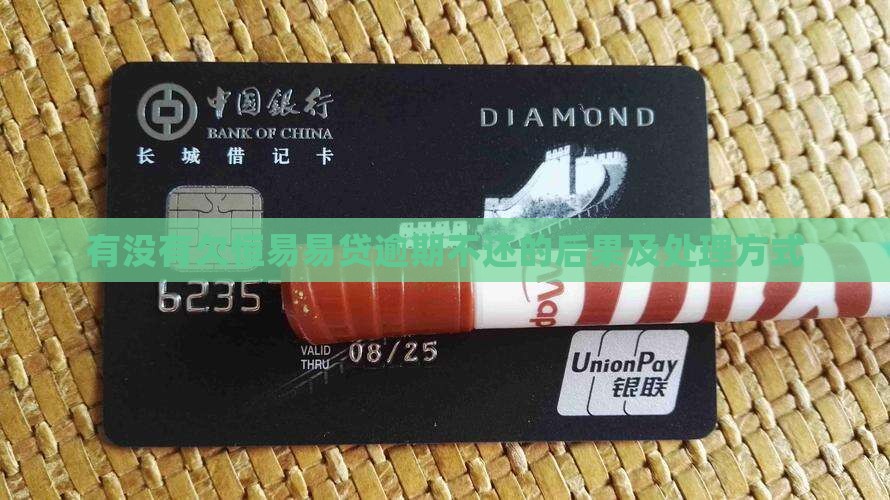 中国银行
BANK OF CHINA
长城借记卡
DIAMOND
有没有欠懂易易贷逾期不还的后果及处理方式
6235
VALID
THRU
08/25
UnionPay
银联